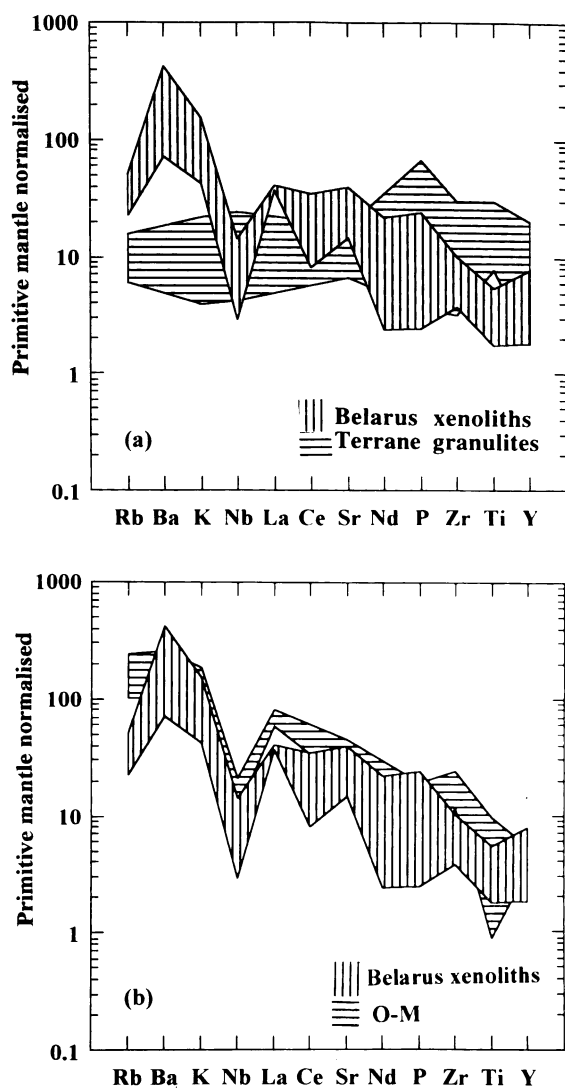 1000
100
10
1
0.1
Primitive mantle normalised
Belarus xenoliths
Terrane granulites
(a)
Rb Ba K Nb La Ce Sr Nd P Zr Ti Y
1000
100
10
1
0.1
Primitive mantle normalised
Belarus xenoliths
O-M
(b)
Rb Ba K Nb La Ce Sr Nd P Zr Ti Y